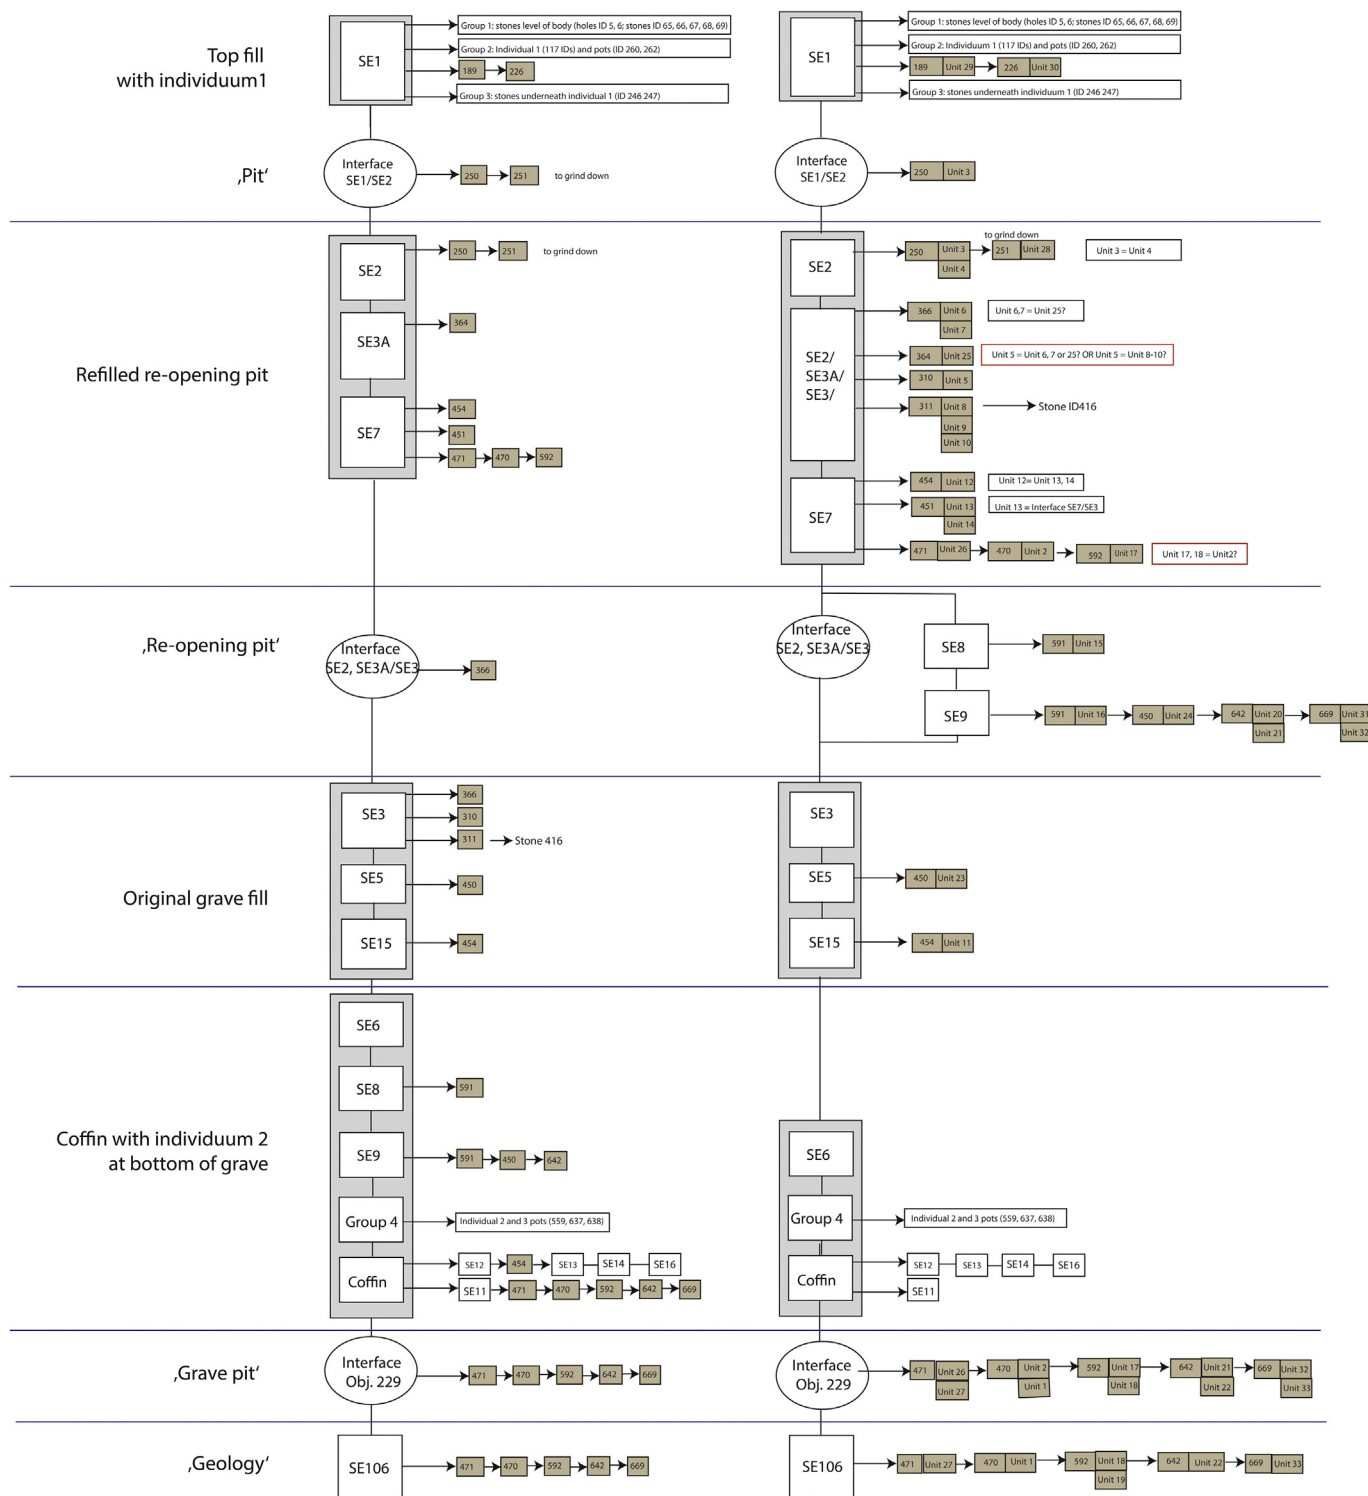 Top fill
with individuum1
SE1
Group 1: stones level of body (holes ID 5, 6; stones ID 65, 66, 67, 68, 69)
Group 2: Individual 1 (117 IDs) and pots (ID 260, 262)
189 226
Group 3: stones underneath individual 1 (ID 246 247)
SE1
Group 1: stones level of body (holes ID 5, 6; stones ID 65, 66, 67, 68, 69)
Group 2: Individuum 1 (117 IDs) and pots (ID 260, 262)
189 Unit 29 226 Unit 30
Group 3: stones underneath individuum 1 (ID 246 247)
‚Pit‘
Interface
SE1/SE2
250 251 to grind down
Interface
SE1/SE2
250 Unit 3
Refilled re-opening pit
SE2
250 251 to grind down
SE3A
364
SE7
454
451
471 470 592
SE2
to grind down
250 Unit 3 251 Unit 28 Unit 3 = Unit 4
Unit 4
SE2/
SE3A/
SE3/
366 Unit 6 Unit 6,7 = Unit 25?
Unit 7
364 Unit 25 Unit 5 = Unit 6, 7 or 25? OR Unit 5 = Unit 8-10?
310 Unit 5
311 Unit 8 Stone ID416
Unit 9
Unit 10
SE7
454 Unit 12 Unit 12= Unit 13, 14
451 Unit 13 Unit 13 = Interface SE7/SE3
Unit 14
471 Unit 26 470 Unit 2 592 Unit 17 Unit 17, 18 = Unit2?
‚Re-opening pit‘
Interface
SE2, SE3A/SE3
366
Interface
SE2, SE3A/SE3
SE8
591 Unit 15
SE9
591 Unit 16 450 Unit 24 642 Unit 20 669 Unit 31
Unit 21 Unit 32
Original grave fill
SE3
366
310
311 Stone 416
SE5
450
SE15
454
SE3
SE5
450 Unit 23
SE15
454 Unit 11
Coffin with individuum 2
at bottom of grave
SE6
SE8
591
SE9
591 450 642
Group 4
Individual 2 and 3 pots (559, 637, 638)
Coffin
SE12 454 SE13 SE14 SE16
SE11 471 470 592 642 669
SE6
Group 4
Individual 2 and 3 pots (559, 637, 638)
Coffin
SE12 SE13 SE14 SE16
SE11
‚Grave pit‘
Interface
Obj. 229
471 470 592 642 669
Interface
Obj. 229
471 Unit 26 470 Unit 2 592 Unit 17 642 Unit 21 669 Unit 32
Unit 27 Unit 1 Unit 18 Unit 22 Unit 33
‚Geology‘
SE106
471 470 592 642 669
SE106
471 Unit 27 470 Unit 1 592 Unit 18 642 Unit 22 669 Unit 33
Unit 19